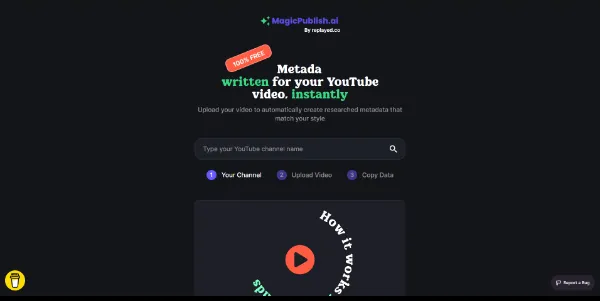 MagicPublish.ai
By replayed.co
100% FREE
Metada
written for your YouTube
video. instantly
Upload your video to automatically create researched metadata that
match your style
Type your YouTube channel name
1 Your Channel 2 Upload Video 3 Copy Data
How it works
Report a Bug